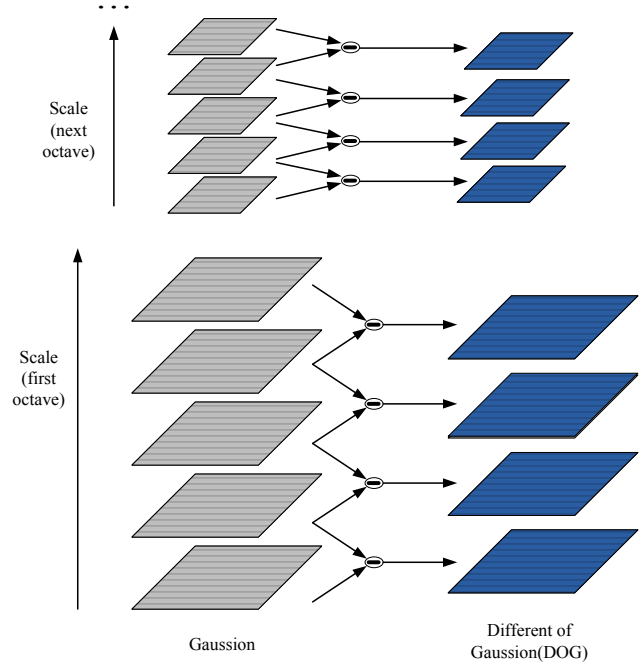 ...
Scale
(next
octave)
Scale
(first
octave)
Gaussion
Different of
Gaussion(DOG)